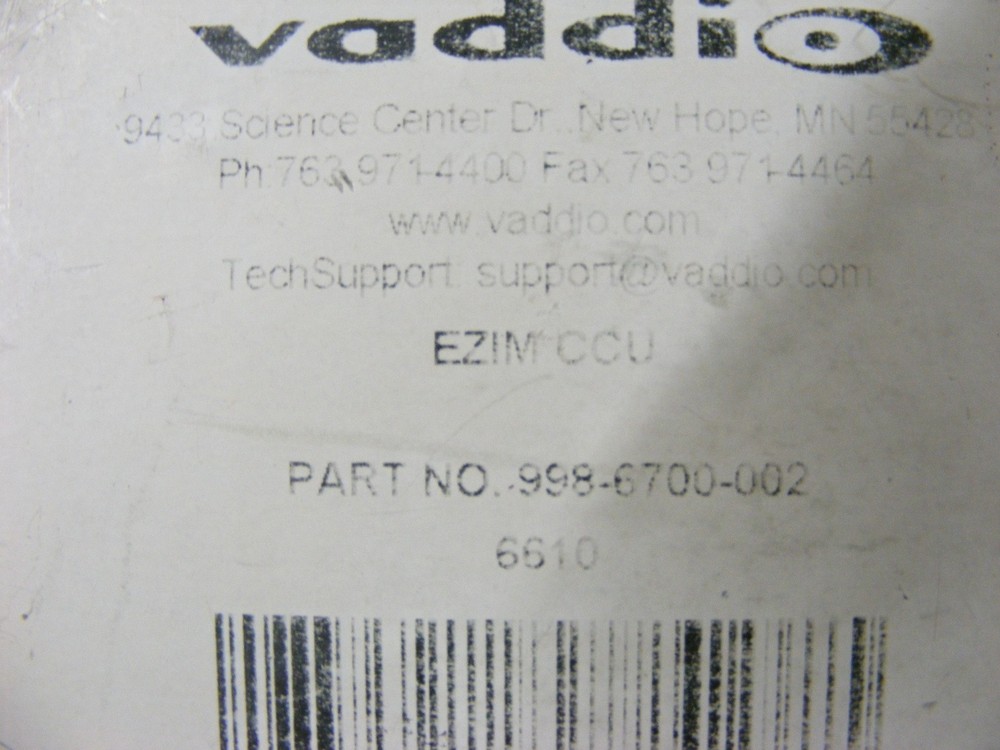 vaddio
9433 Science Center Dr., New Hope, MN 55428
Ph 763 971-4400 Fax 763 971-4464
www.vaddio.com
TechSupport: support@vaddio.com
EZIM CCU
PART NO. 998-6700-002
6610